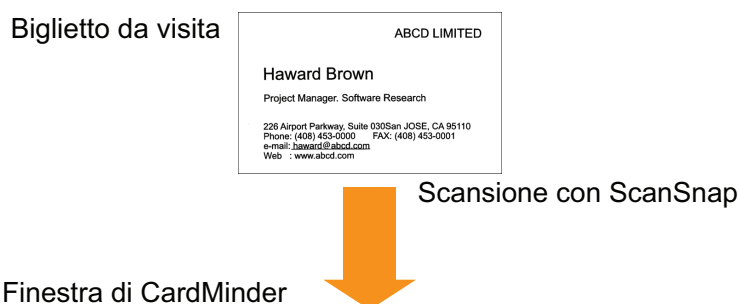 Biglietto da visita
ABCD LIMITED
Haward Brown
Project Manager. Software Research
226 Airport Parkway, Suite 030San JOSE, CA 95110
Phone: (408) 453-0000 FAX: (408) 453-0001
e-mail: haward@abcd.com
Web : www.abcd.com
Scansione con ScanSnap
Finestra di CardMinder